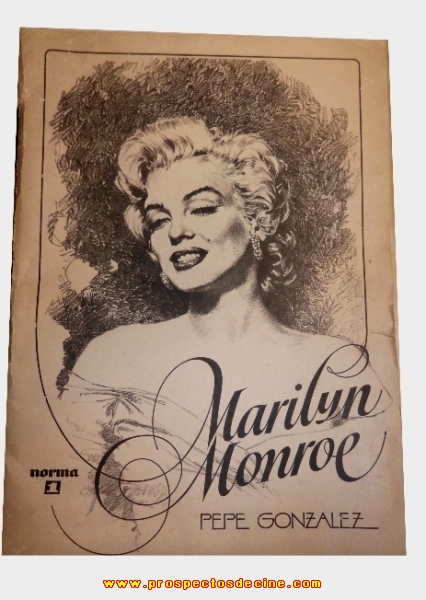 Marilyn
Monroe
norma
1
PEPE GONZALEZ
www.prospectosdecine.com